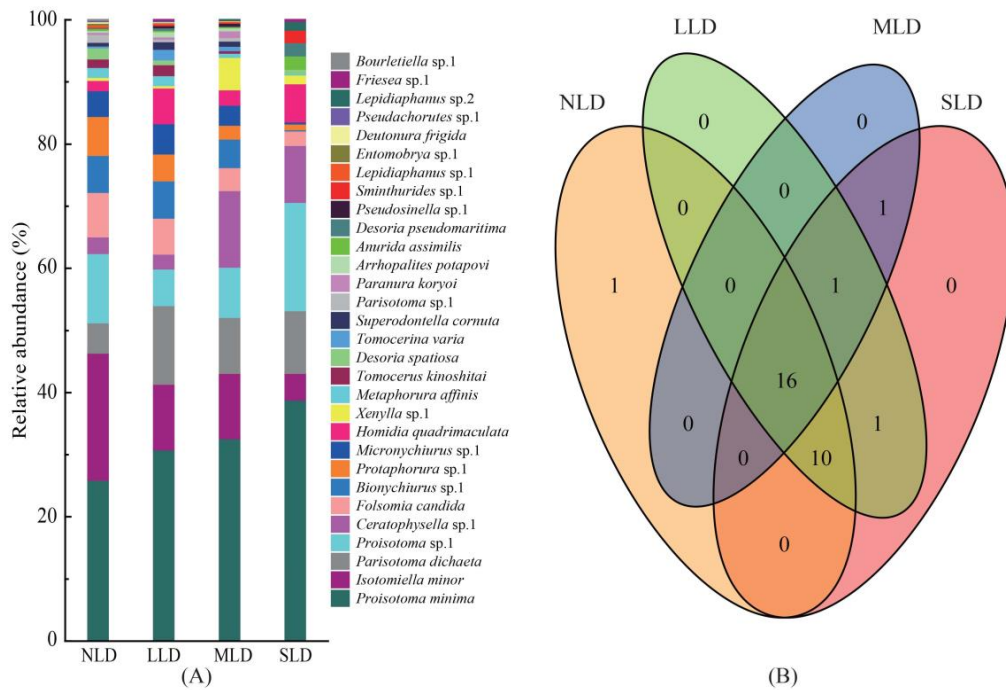 100
80
60
40
20
0
Relative abundance (%)
NLD LLD MLD SLD
(A)
Bourletiella sp.1
Friesea sp.1
Lepidiaphanus sp.2
Pseudachorutes sp.1
Deutonura frigida
Entomobrya sp.1
Lepidiaphanus sp.1
Sminthurides sp.1
Pseudosinella sp.1
Desoria pseudomaritima
Anurida assimilis
Arrhopalites potapovi
Paranura koryoi
Parisotoma sp.1
Superodontella cornuta
Tomocerina varia
Desoria spatiosa
Tomocerus kinoshitai
Metaphorura affinis
Xenylla sp.1
Homidia quadrimaculata
Micronychiurus sp.1
Protaphorura sp.1
Bionychiurus sp.1
Folsomia candida
Ceratophysella sp.1
Proisotoma sp.1
Parisotoma dichaeta
Isotomiella minor
Proisotoma minima
LLD MLD
NLD SLD
0 0
0
0 1
1 0 1 0
16
0 1
0 10
0
(B)